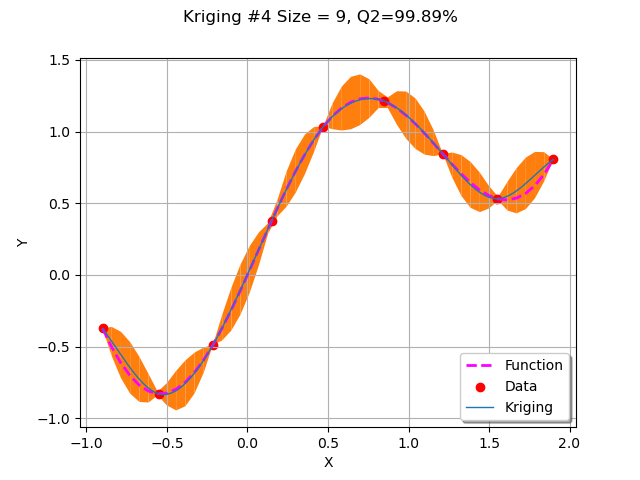 Kriging #4 Size = 9, Q2=99.89%
1.5
1.0
0.5
0.0
−0.5
−1.0
Y
−1.0 −0.5 0.0 0.5 1.0 1.5 2.0
X
Function
Data
Kriging